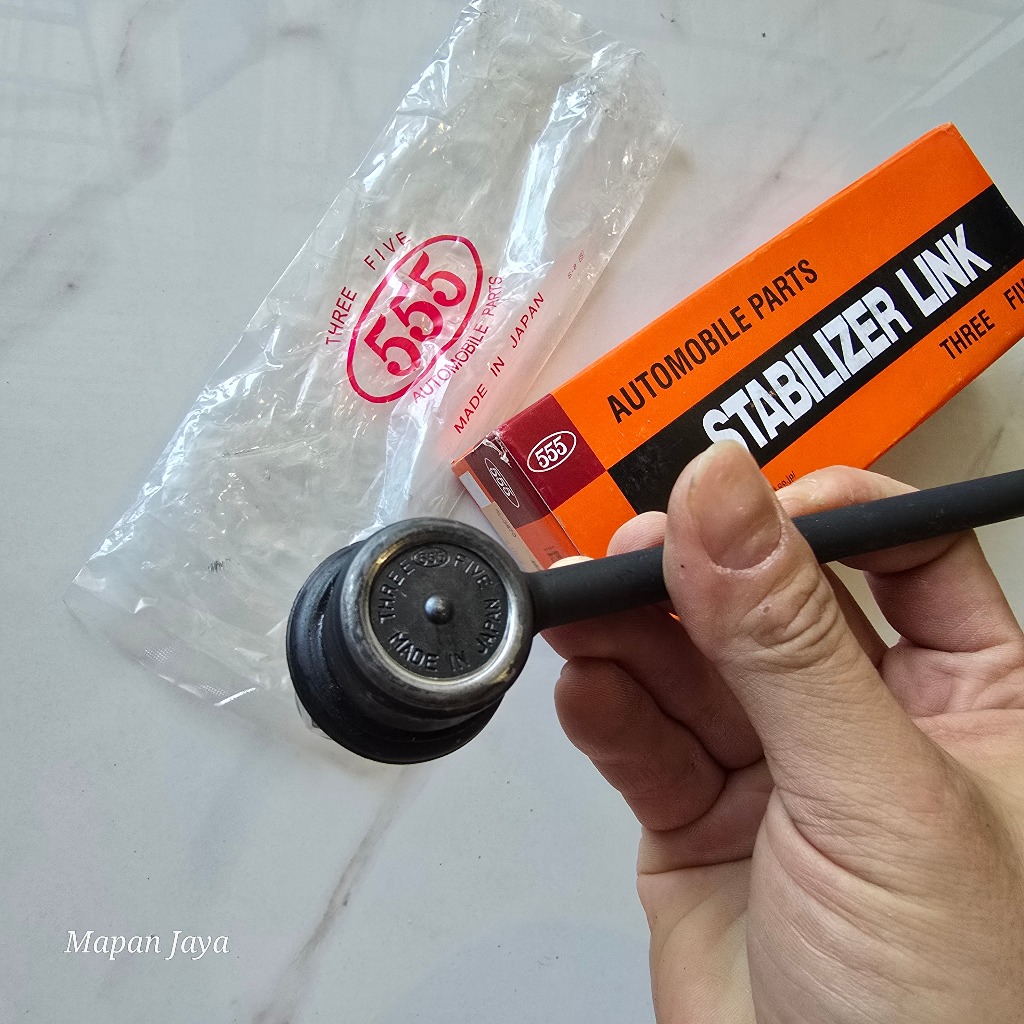 THREE FIVE
555
AUTOMOBILE PARTS
MADE IN JAPAN
AUTOMOBILE PARTS
STABILIZER LINK
THREE
555
555
THREE 555 FIVE
MADE IN JAPAN
Mapan Jaya